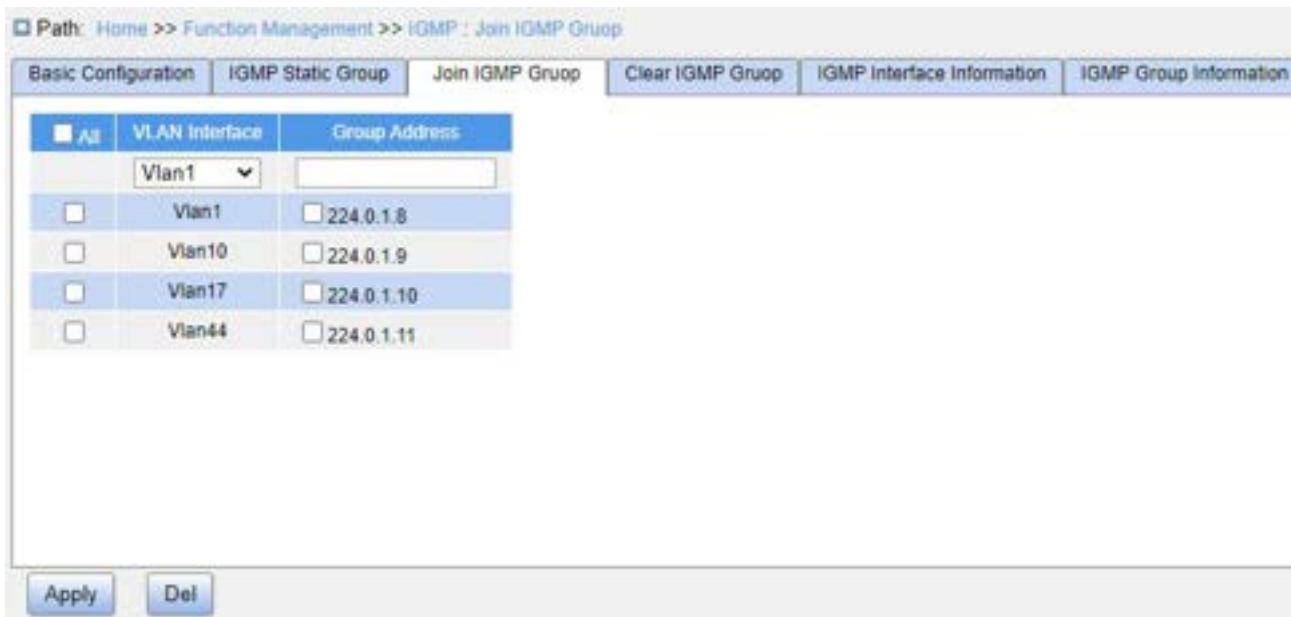 Path: Home >> Function Management >> IGMP : Join IGMP Gruop
Basic Configuration IGMP Static Group Join IGMP Gruop Clear IGMP Gruop IGMP Interface Information IGMP Group Information
All VLAN Interface Group Address
Vlan1
Vlan1 224.0.1.8
Vlan10 224.0.1.9
Vlan17 224.0.1.10
Vlan44 224.0.1.11
Apply Del